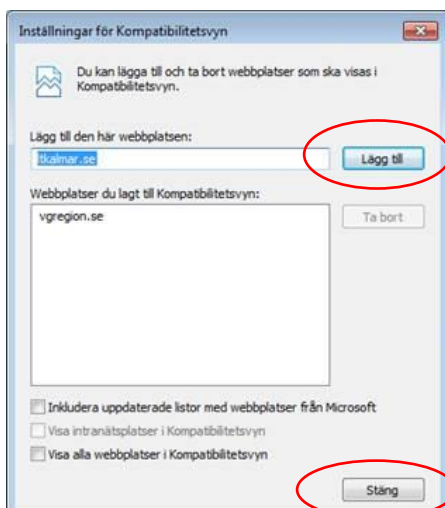 Inställningar för Kompatibilitetsvyn
Du kan lägga till och ta bort webbplatser som ska visas i
Kompatibilitetsvyn.
Lägg till den här webbplatsen:
ltkalmar.se
Lägg till
Webbplatser du lagt till Kompatibilitetsvyn:
vgregion.se
Ta bort
Inkludera uppdaterade listor med webbplatser från Microsoft
Visa intranätsplatser i Kompatibilitetsvyn
Visa alla webbplatser i Kompatibilitetsvyn
Stäng